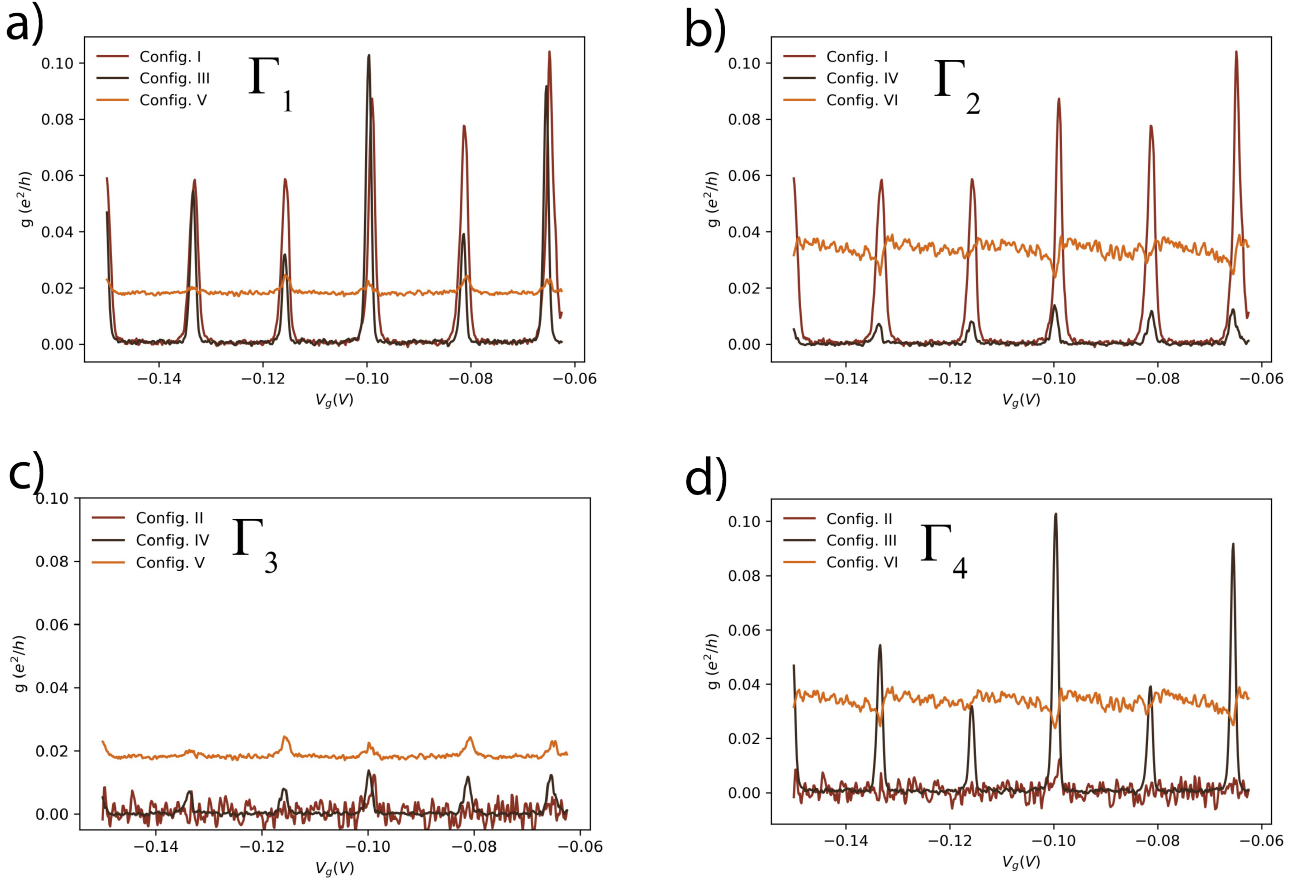 a)
Config. I
Config. III
Config. V
Γ1
0.10
0.08
0.06
0.04
0.02
0.00
g (e²/h)
−0.14
−0.12
−0.10
−0.08
−0.06
Vg(V)
b)
Config. I
Config. IV
Config. VI
Γ2
0.10
0.08
0.06
0.04
0.02
0.00
g (e²/h)
−0.14
−0.12
−0.10
−0.08
−0.06
Vg(V)
c)
Config. II
Config. IV
Config. V
Γ3
0.10
0.08
0.06
0.04
0.02
0.00
g (e²/h)
−0.14
−0.12
−0.10
−0.08
−0.06
Vg(V)
d)
Config. II
Config. III
Config. VI
Γ4
0.10
0.08
0.06
0.04
0.02
0.00
g (e²/h)
−0.14
−0.12
−0.10
−0.08
−0.06
Vg(V)